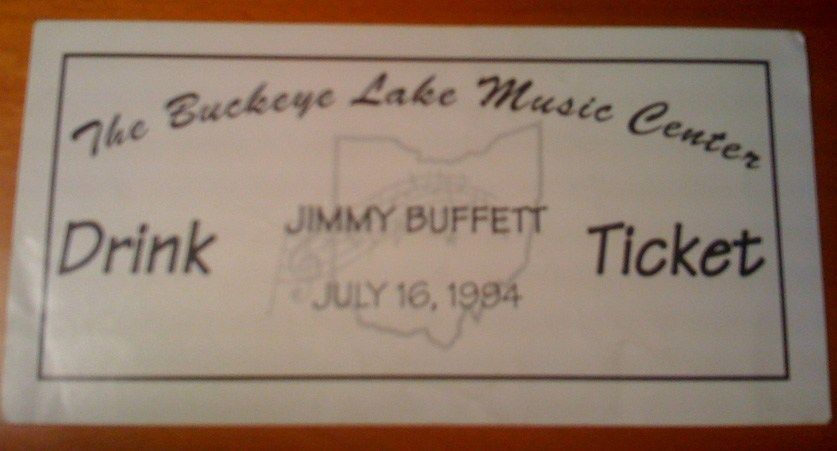 The Buckeye Lake Music Center
JIMMY BUFFETT
Drink Ticket
JULY 16, 1994